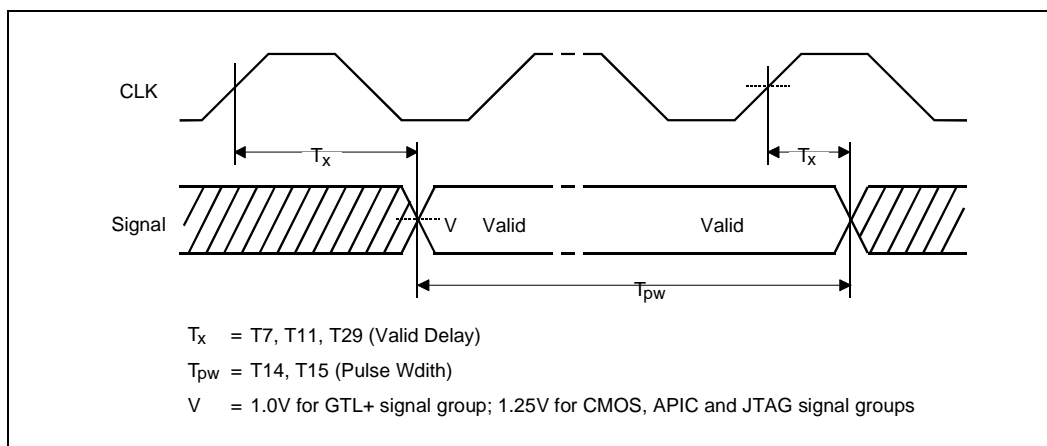 CLK
Tx
Tx
Signal
V
Valid
Valid
Tpw
Tx = T7, T11, T29 (Valid Delay)
Tpw = T14, T15 (Pulse Wdith)
V = 1.0V for GTL+ signal group; 1.25V for CMOS, APIC and JTAG signal groups